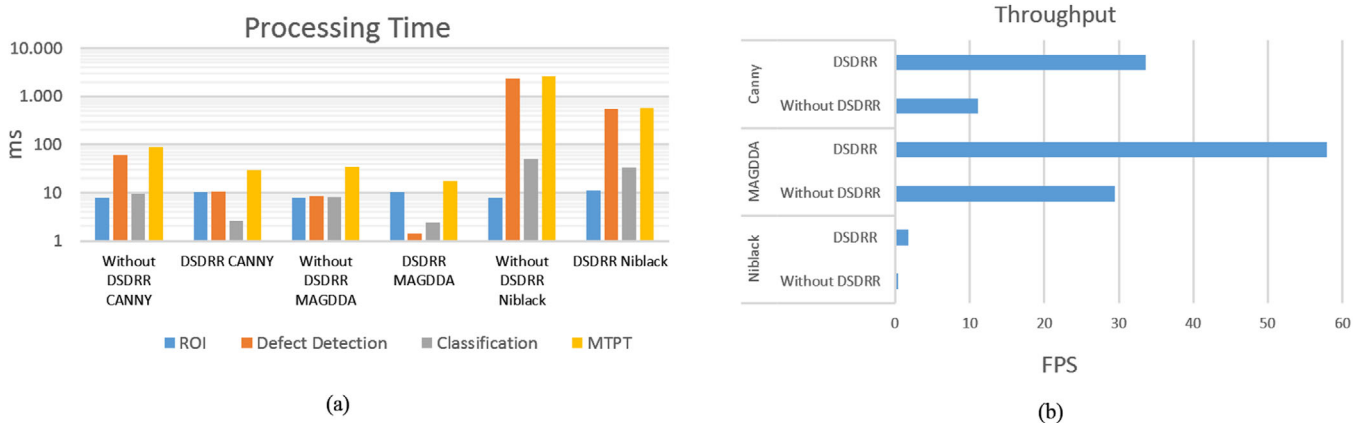 Processing Time
ms
10.000
1.000
100
10
1
Without
DSDRR
CANNY
DSDRR CANNY
Without
DSDRR
MAGDDA
DSDRR
MAGDDA
Without
DSDRR
Niblack
DSDRR Niblack
ROI
Defect Detection
Classification
MTPT
(a)
Throughput
Canny
DSDRR
Without DSDRR
MAGDDA
DSDRR
Without DSDRR
Niblack
DSDRR
Without DSDRR
0 10 20 30 40 50 60
FPS
(b)